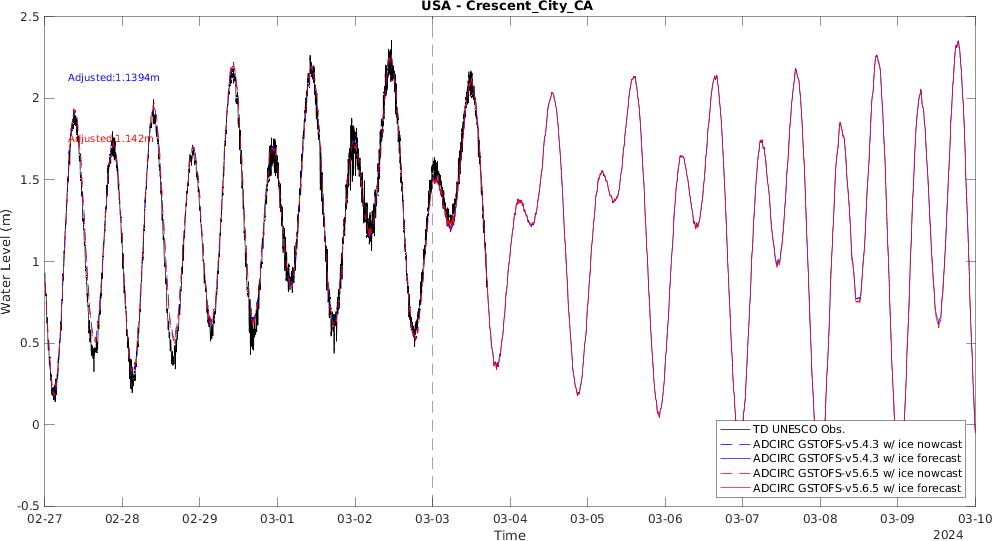 USA - Crescent_City_CA
2.5
2
1.5
1
0.5
0
-0.5
Water Level (m)
Adjusted:1.1394m
Adjusted:1.142m
TD UNESCO Obs.
ADCIRC GSTOFS-v5.4.3 w/ ice nowcast
ADCIRC GSTOFS-v5.4.3 w/ ice forecast
ADCIRC GSTOFS-v5.6.5 w/ ice nowcast
ADCIRC GSTOFS-v5.6.5 w/ ice forecast
02-27 02-28 02-29 03-01 03-02 03-03 03-04 03-05 03-06 03-07 03-08 03-09 03-10
Time
2024